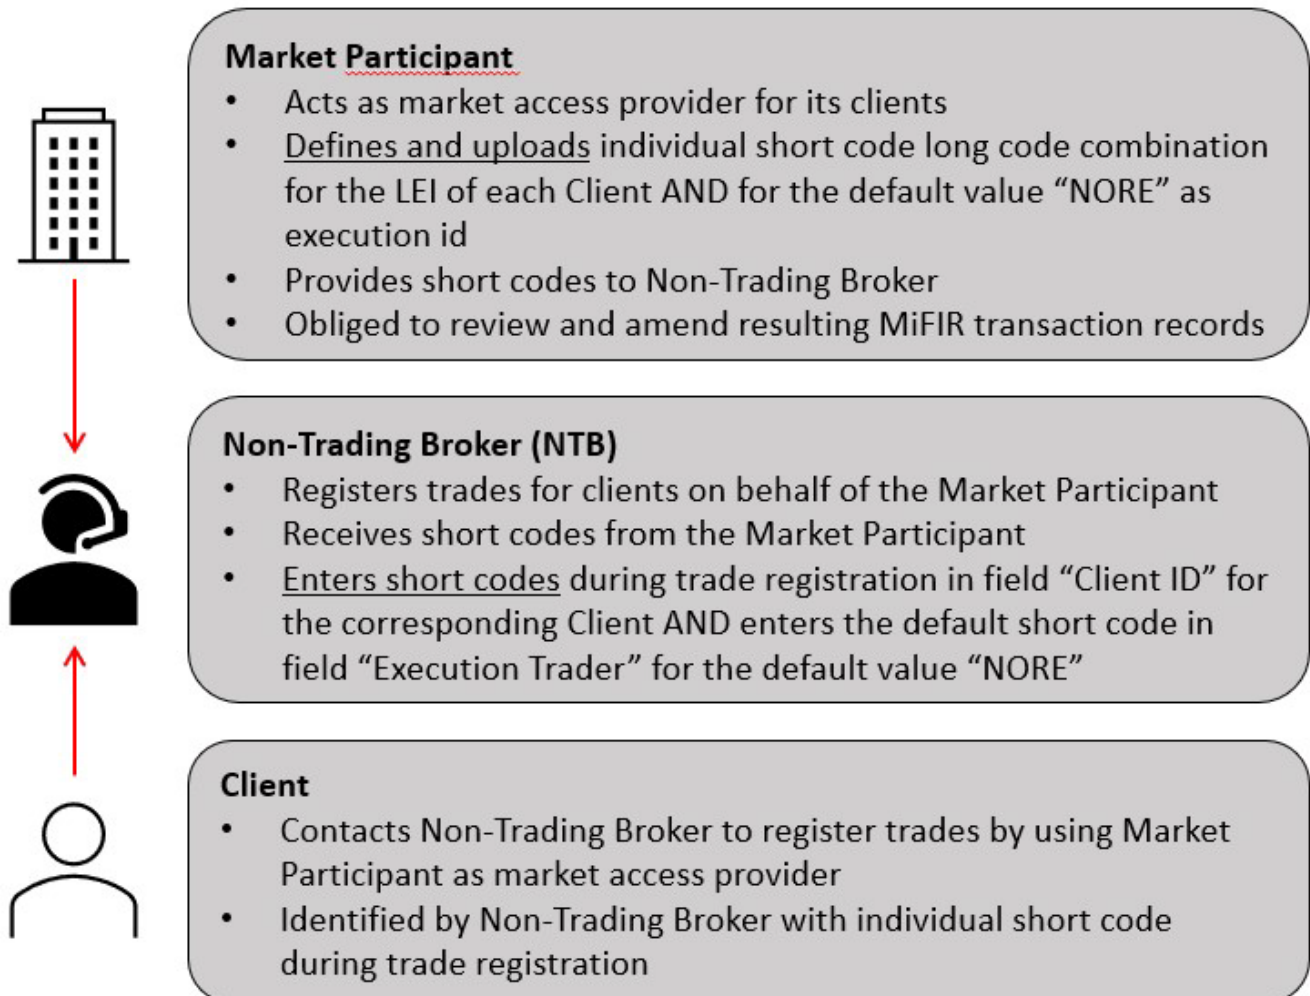 Market Participant
• Acts as market access provider for its clients
• Defines and uploads individual short code long code combination
for the LEI of each Client AND for the default value “NORE” as
execution id
• Provides short codes to Non-Trading Broker
• Obliged to review and amend resulting MiFIR transaction records
Non-Trading Broker (NTB)
• Registers trades for clients on behalf of the Market Participant
• Receives short codes from the Market Participant
• Enters short codes during trade registration in field “Client ID” for
the corresponding Client AND enters the default short code in
field “Execution Trader” for the default value “NORE”
Client
• Contacts Non-Trading Broker to register trades by using Market
Participant as market access provider
• Identified by Non-Trading Broker with individual short code
during trade registration